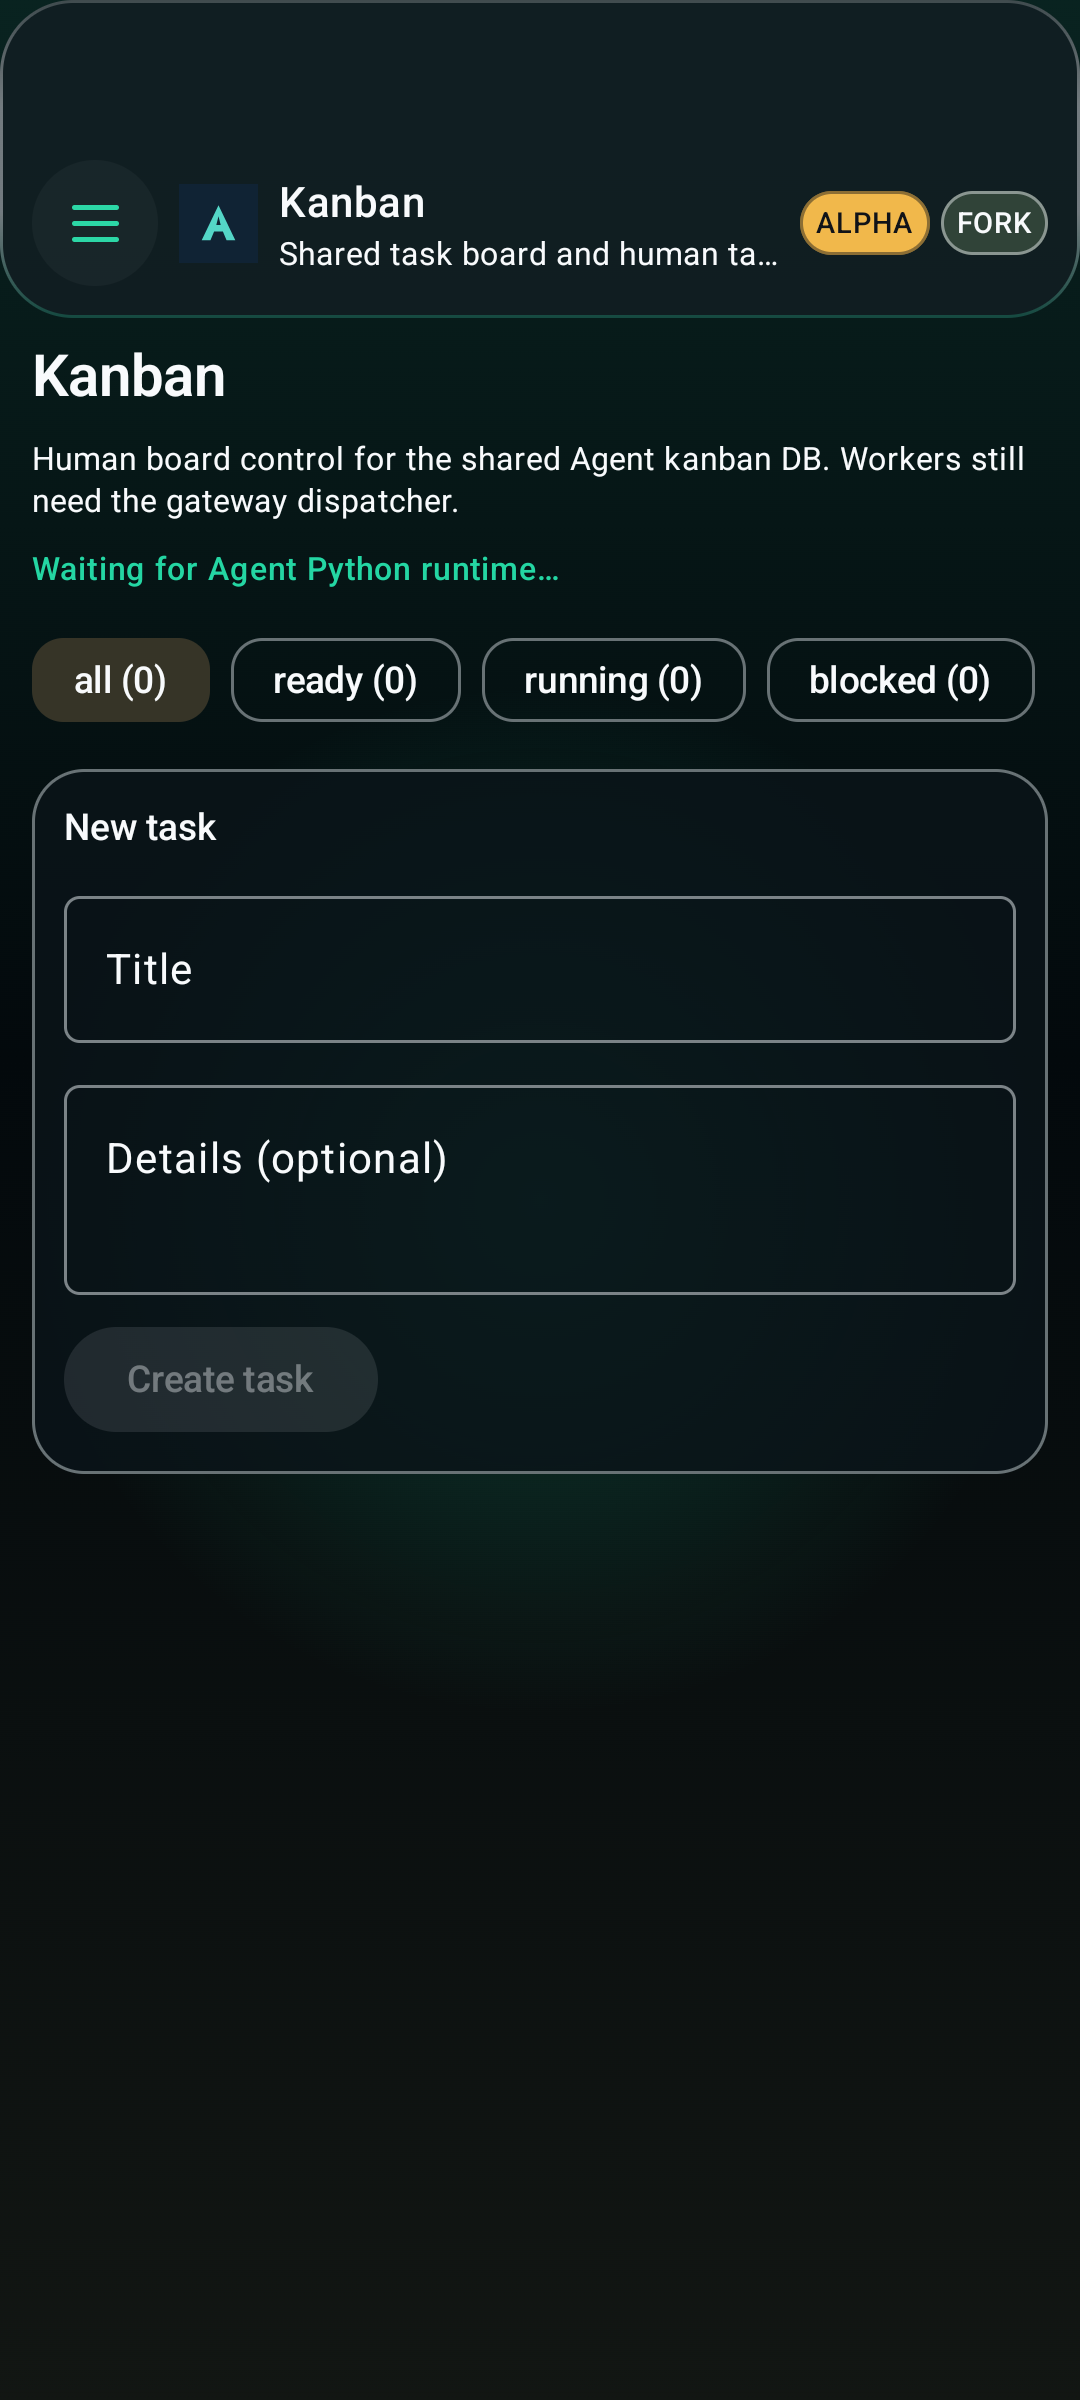 Kanban
Shared task board and human ta…
ALPHA
FORK
Kanban
Human board control for the shared Agent kanban DB. Workers still
need the gateway dispatcher.
Waiting for Agent Python runtime…
all (0)
ready (0)
running (0)
blocked (0)
New task
Title
Details (optional)
Create task